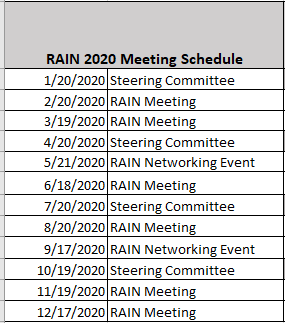 RAIN 2020 Meeting Schedule
1/20/2020 Steering Committee
2/20/2020 RAIN Meeting
3/19/2020 RAIN Meeting
4/20/2020 Steering Committee
5/21/2020 RAIN Networking Event
6/18/2020 RAIN Meeting
7/20/2020 Steering Committee
8/20/2020 RAIN Meeting
9/17/2020 RAIN Networking Event
10/19/2020 Steering Committee
11/19/2020 RAIN Meeting
12/17/2020 RAIN Meeting